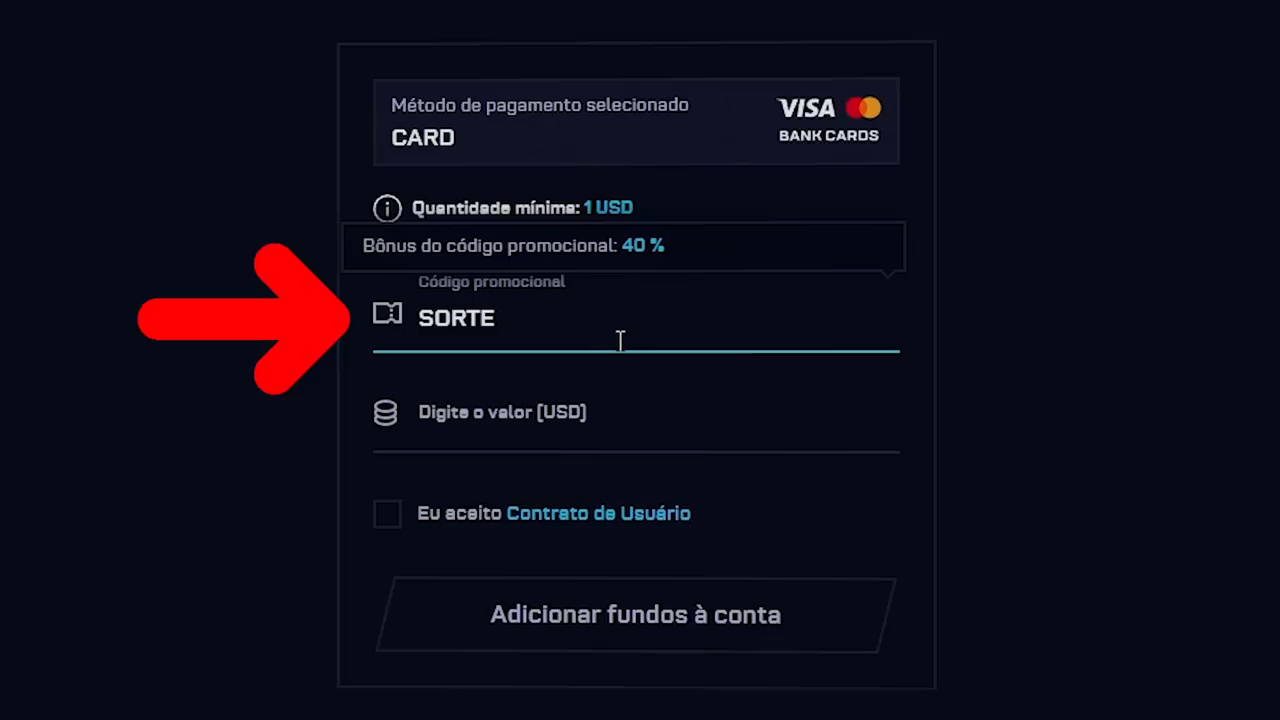 Método de pagamento selecionado
CARD
VISA
BANK CARDS
Quantidade mínima: 1 USD
Bônus do código promocional: 40 %
Código promocional
SORTE
Digite o valor (USD)
Eu aceito Contrato de Usuário
Adicionar fundos à conta